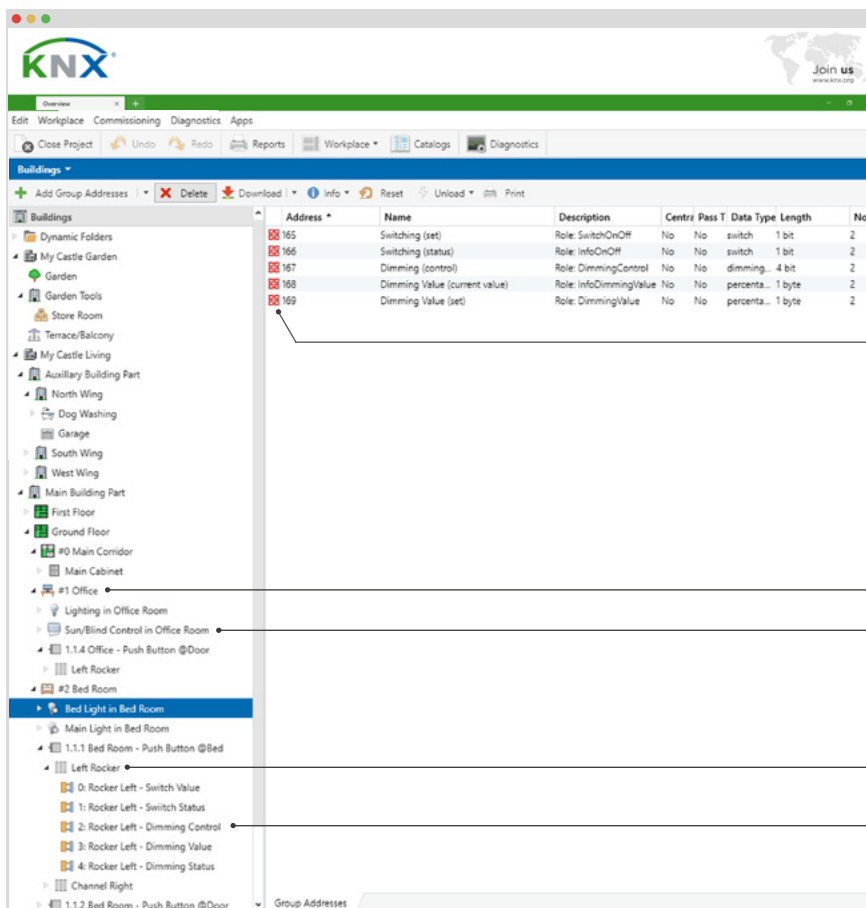 KNX
Join us
www.knx.org
Overview × +
Edit Workplace Commissioning Diagnostics Apps
Close Project Undo Redo Reports Workplace Catalogs Diagnostics
Buildings
Add Group Addresses Delete Download Info Reset Unload Print
Buildings
Address Name Description Centra Pass T Data Type Length No
165 Switching (set) Role: SwitchOnOff No No switch 1 bit 2
166 Switching (status) Role: InfoOnOff No No switch 1 bit 2
167 Dimming (control) Role: DimmingControl No No dimming... 4 bit 2
168 Dimming Value (current value) Role: InfoDimmingValue No No percenta... 1 byte 2
169 Dimming Value (set) Role: DimmingValue No No percenta... 1 byte 2
Dynamic Folders
My Castle Garden
Garden
Garden Tools
Store Room
Terrace/Balcony
My Castle Living
Auxillary Building Part
North Wing
Dog Washing
Garage
South Wing
West Wing
Main Building Part
First Floor
Ground Floor
#0 Main Corridor
Main Cabinet
#1 Office
Lighting in Office Room
Sun/Blind Control in Office Room
1.1.4 Office - Push Button @Door
Left Rocker
#2 Bed Room
Bed Light in Bed Room
Main Light in Bed Room
1.1.1 Bed Room - Push Button @Bed
Left Rocker
0: Rocker Left - Switch Value
1: Rocker Left - Swiitch Status
2: Rocker Left - Dimming Control
3: Rocker Left - Dimming Value
4: Rocker Left - Dimming Status
Channel Right
1.1.2 Bed Room - Push Button @Door
Group Addresses